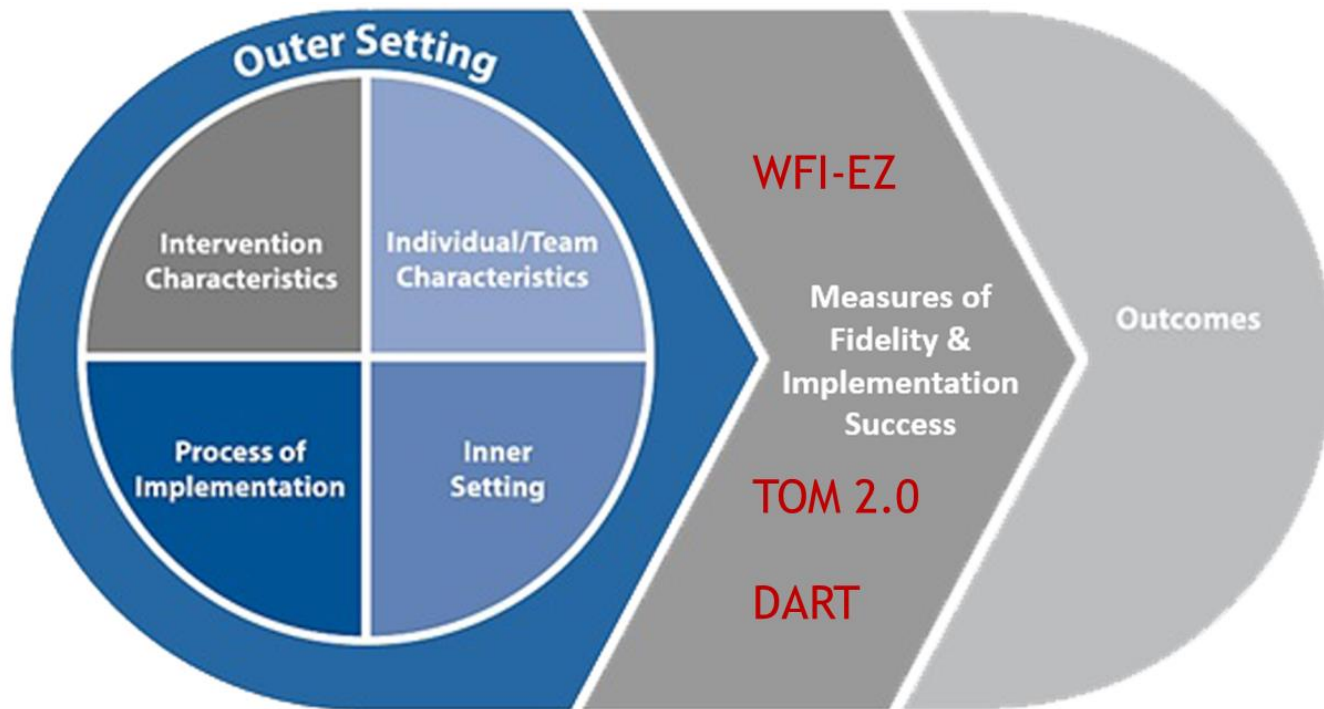 Outer Setting
Intervention
Characteristics
Individual/Team
Characteristics
Process of
Implementation
Inner
Setting
WFI-EZ
Measures of
Fidelity &
Implementation
Success
TOM 2.0
DART
Outcomes